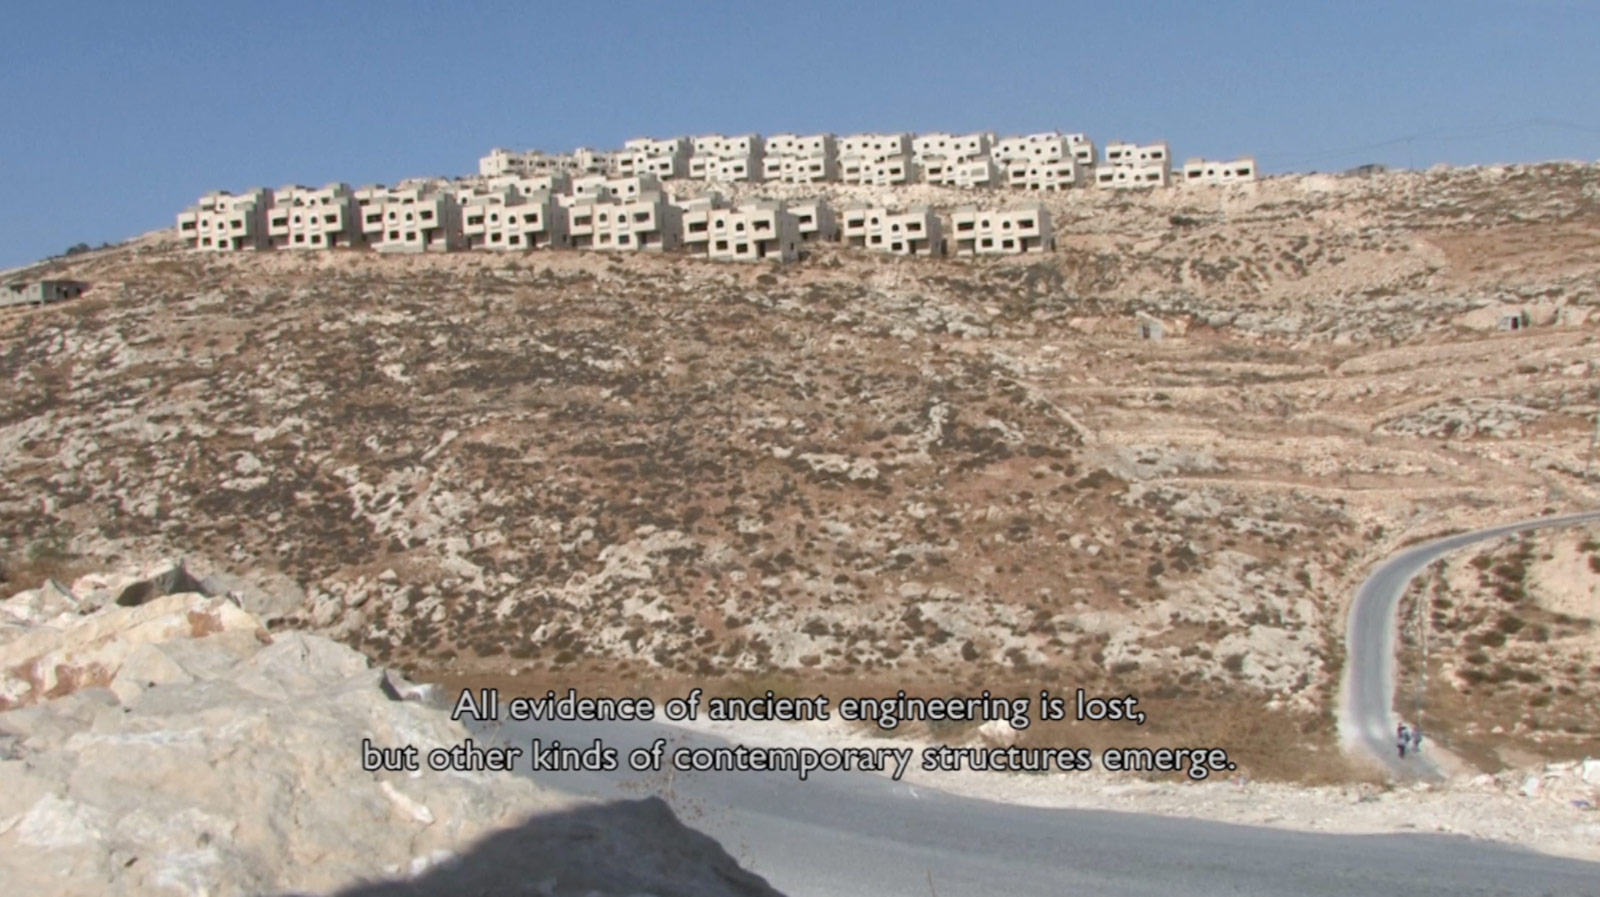 All evidence of ancient engineering is lost,
but other kinds of contemporary structures emerge.